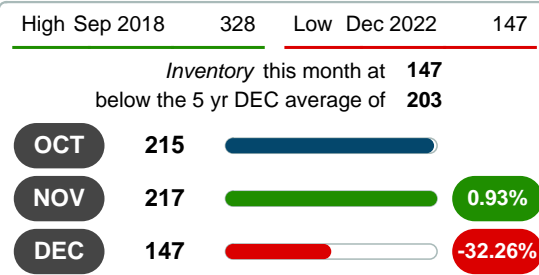 High Sep 2018 328 Low Dec 2022 147
Inventory this month at 147
below the 5 yr DEC average of 203
OCT 215
NOV 217 0.93%
DEC 147 -32.26%